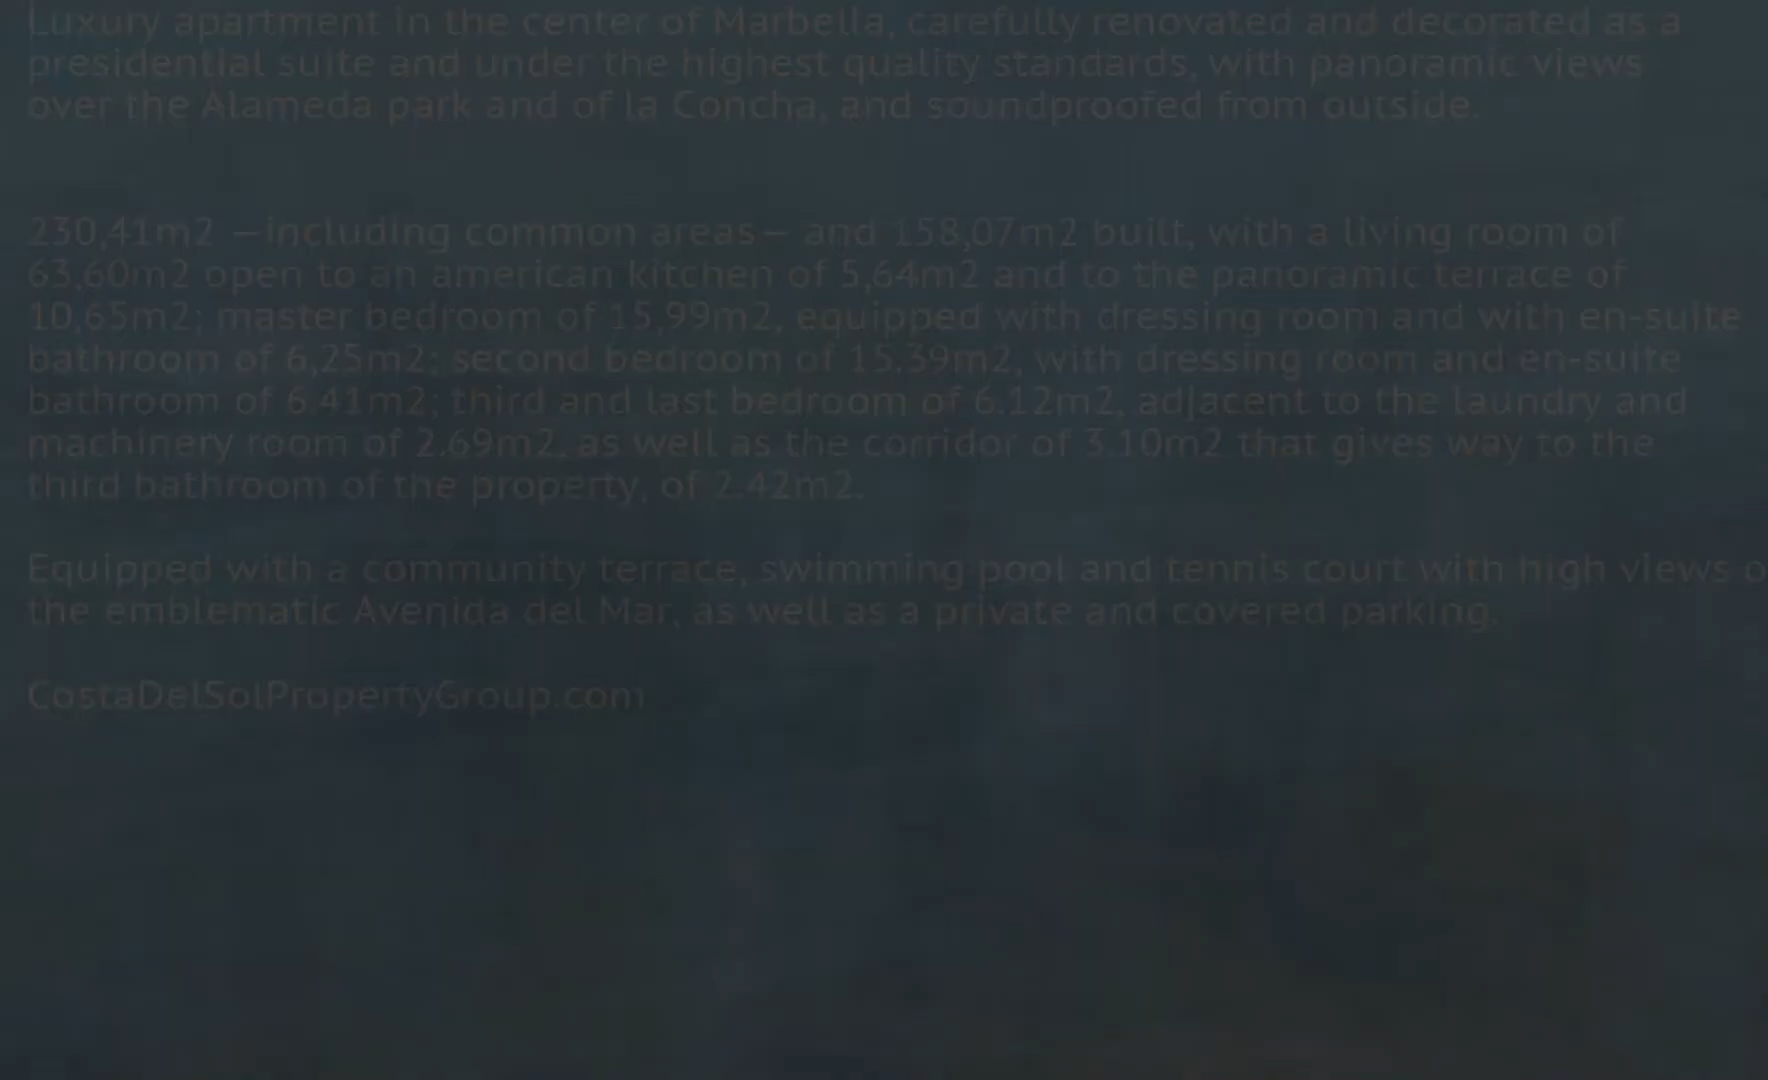 Luxury apartment in the center of Marbella, carefully renovated and decorated as a
presidential suite and under the highest quality standards, with panoramic views
over the Alameda park and of la Concha, and soundproofed from outside.
230,41m2 —including common areas— and 158,07m2 built, with a living room of
63,60m2 open to an american kitchen of 5,64m2 and to the panoramic terrace of
10,65m2; master bedroom of 15,99m2, equipped with dressing room and with en-suite
bathroom of 6,25m2; second bedroom of 15.39m2, with dressing room and en-suite
bathroom of 6.41m2; third and last bedroom of 6.12m2, adjacent to the laundry and
machinery room of 2.69m2, as well as the corridor of 3.10m2 that gives way to the
third bathroom of the property, of 2.42m2.
Equipped with a community terrace, swimming pool and tennis court with high views o
the emblematic Avenida del Mar, as well as a private and covered parking.
CostaDelSolPropertyGroup.com